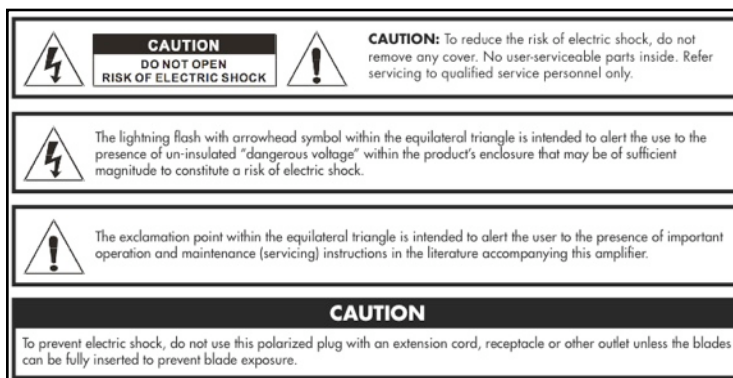 CAUTION
DO NOT OPEN
RISK OF ELECTRIC SHOCK
CAUTION: To reduce the risk of electric shock, do not
remove any cover. No user-serviceable parts inside. Refer
servicing to qualified service personnel only.
The lightning flash with arrowhead symbol within the equilateral triangle is intended to alert the use to the
presence of un-insulated “dangerous voltage” within the product’s enclosure that may be of sufficient
magnitude to constitute a risk of electric shock.
The exclamation point within the equilateral triangle is intended to alert the user to the presence of important
operation and maintenance (servicing) instructions in the literature accompanying this amplifier.
CAUTION
To prevent electric shock, do not use this polarized plug with an extension cord, receptacle or other outlet unless the blades
can be fully inserted to prevent blade exposure.